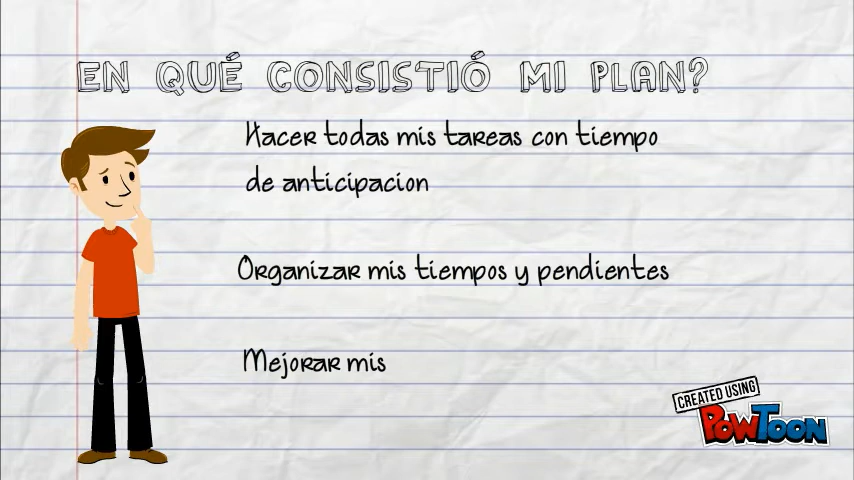 EN QUÉ CONSISTIÓ MI PLAN?
Hacer todas mis tareas con tiempo
de anticipacion
Organizar mis tiempos y pendientes
Mejorar mis
CREATED USING
POWTOON